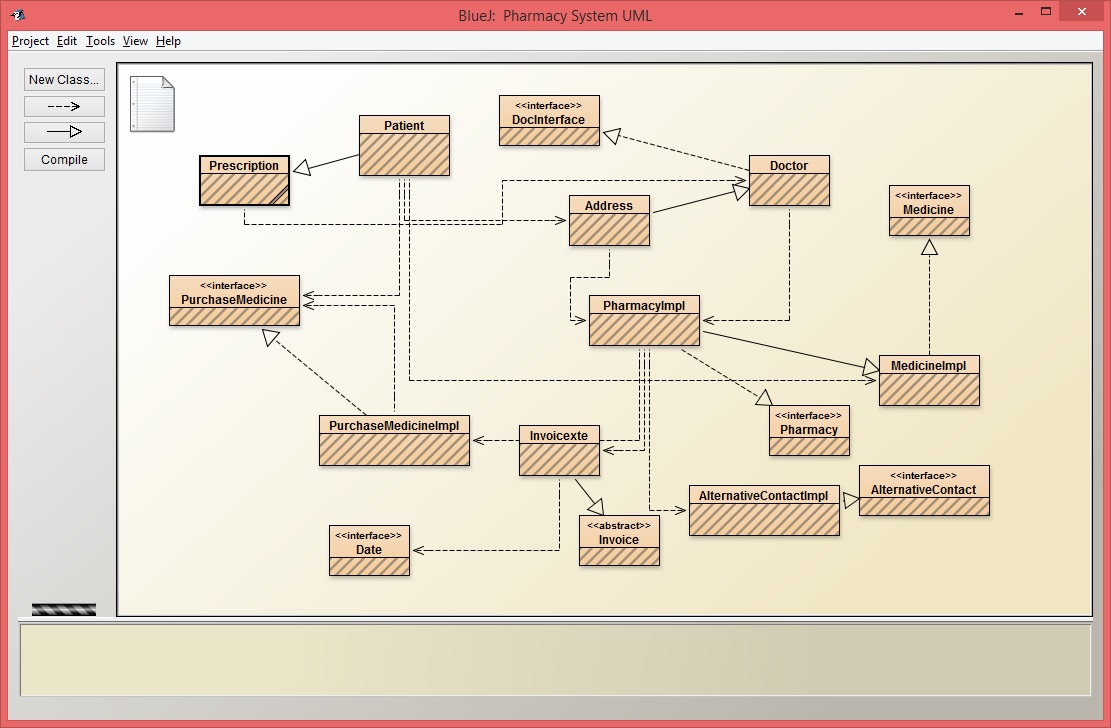 BlueJ:  Pharmacy System UML
Project Edit Tools View Help
New Class...
Compile
<<interface>>
DocInterface
Patient
Prescription
Doctor
<<interface>>
Medicine
Address
<<interface>>
PurchaseMedicine
PharmacyImpl
MedicineImpl
<<interface>>
Pharmacy
PurchaseMedicineImpl
Invoicexte
<<interface>>
AlternativeContact
AlternativeContactImpl
<<abstract>>
Invoice
<<interface>>
Date